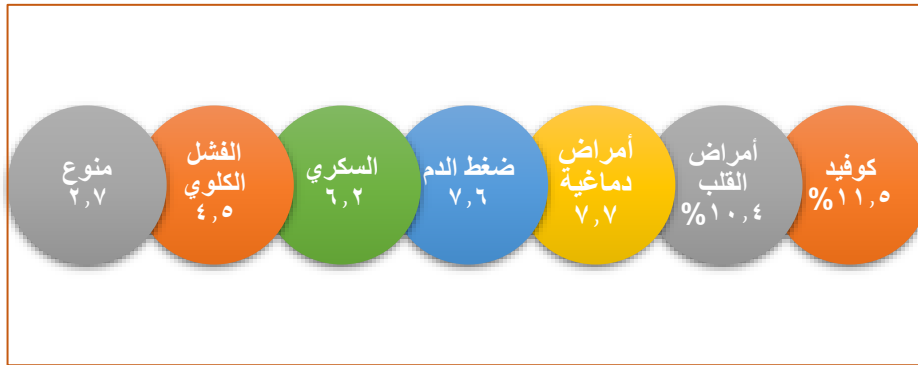 كوفيد
١١,٥%
أمراض
القلب
١٠,٤%
أمراض
دماغية
٧,٧
ضغط الدم
٧,٦
السكري
٦,٢
الفشل
الكلوي
٤,٥
منوع
٢,٧